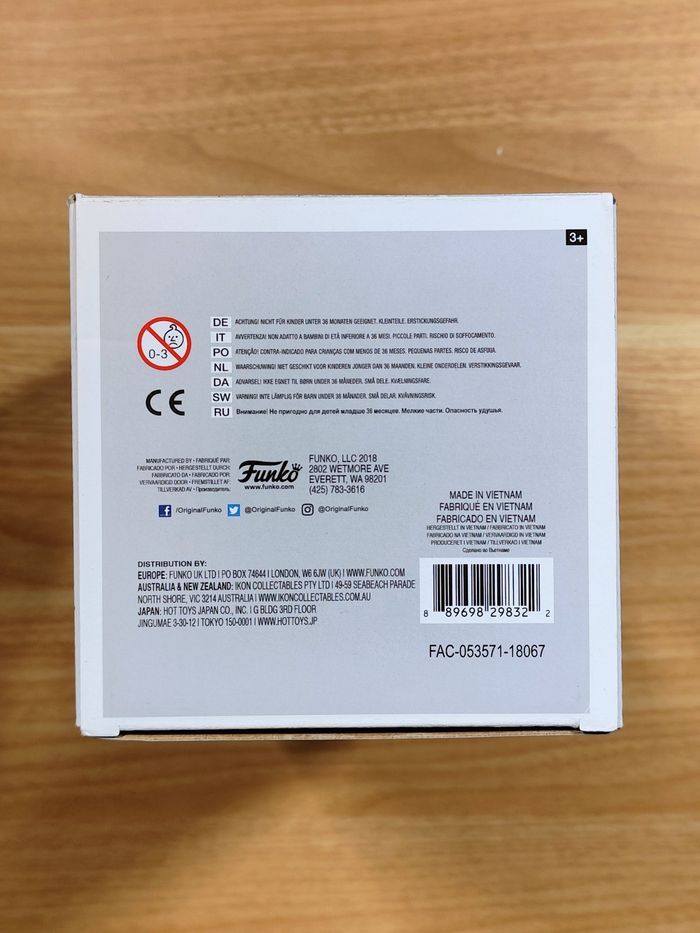 3+
0-3
DE ACHTUNG! NICHT FÜR KINDER UNTER 36 MONATEN GEEIGNET. KLEINTEILE. ERSTICKUNGSGEFAHR.
IT AVVERTENZA! NON ADATTO A BAMBINI DI ETÀ INFERIORE A 36 MESI. PICCOLE PARTI. RISCHIO DI SOFFOCAMENTO.
PO ATENÇÃO! CONTRA-INDICADO PARA CRIANÇAS COM MENOS DE 36 MESES. PEQUENAS PARTES. RISCO DE ASFIXIA.
NL WAARSCHUWING! NIET GESCHIKT VOOR KINDEREN JONGER DAN 36 MAANDEN. KLEINE ONDERDELEN. VERSTIKKINGSGEVAAR.
DA ADVARSEL! IKKE EGNET TIL BØRN UNDER 36 MÅNEDER. SMÅ DELE. KVÆLNINGSFARE.
SW VARNING! INTE LÄMPLIG FÖR BARN UNDER 36 MÅNADER. SMÅ DELAR. KVÄVNINGSRISK.
RU Внимание! Не пригодно для детей младше 36 месяцев. Мелкие части. Опасность удушья.
CE
MANUFACTURED BY • FABRIQUÉ PAR:
FABRICADO POR • HERGESTELLT DURCH:
FABBRICATO DA • FABRICADO POR:
VERVAARDIGD DOOR • FREMSTILLET AF:
TILLVERKAD AV • Производитель:
Funko
www.funko.com
FUNKO, LLC 2018
2802 WETMORE AVE
EVERETT, WA 98201
(425) 783-3616
/OriginalFunko @OriginalFunko @OriginalFunko
MADE IN VIETNAM
FABRIQUÉ EN VIETNAM
FABRICADO EN VIETNAM
HERGESTELLT IN VIETNAM / FABBRICATO IN VIETNAM
FABRICADO NA VIETNAM / VERVAARDIGD IN VIETNAM
PRODUCERET I VIETNAM / TILLVERKAD I VIETNAM
Сделано во Вьетнаме
DISTRIBUTION BY:
EUROPE: FUNKO UK LTD I PO BOX 74644 I LONDON, W6 6JW (UK) I WWW.FUNKO.COM
AUSTRALIA & NEW ZEALAND: IKON COLLECTABLES PTY LTD I 49-59 SEABEACH PARADE
NORTH SHORE, VIC 3214 AUSTRALIA I WWW.IKONCOLLECTABLES.COM.AU
JAPAN: HOT TOYS JAPAN CO., INC. I G BLDG 3RD FLOOR
JINGUMAE 3-30-12 I TOKYO 150-0001 I WWW.HOTTOYS.JP
8 89698 29832 2
FAC-053571-18067